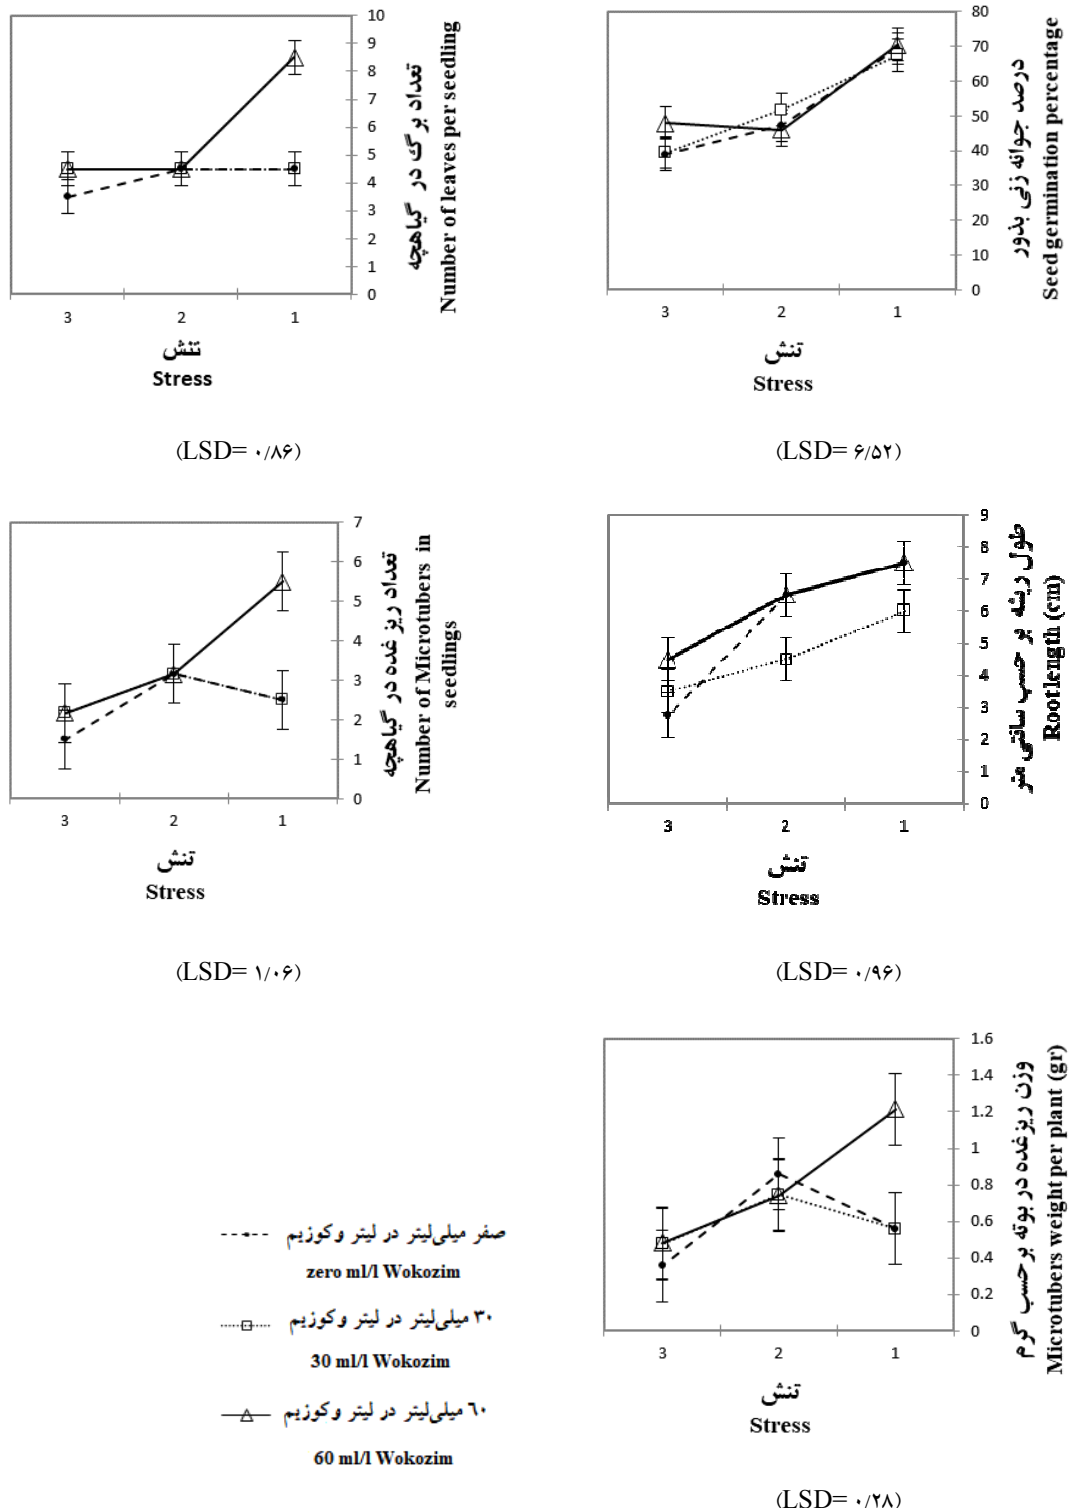 10
9
8
7
6
5
4
3
2
1
0
3 2 1
تعداد برگ در گیاهچه
Number of leaves per seedling
تنش
Stress
(LSD= ۰/۸۶)
80
70
60
50
40
30
20
10
0
3 2 1
درصد جوانه زنی بذور
Seed germination percentage
تنش
Stress
(LSD= ۶/۵۲)
7
6
5
4
3
2
1
0
3 2 1
تعداد ریز غده در گیاهچه
Number of Microtubers in
seedlings
تنش
Stress
(LSD= ۱/۰۶)
9
8
7
6
5
4
3
2
1
0
3 2 1
طول ریشه بر حسب سانتی متر
Root length (cm)
تنش
Stress
(LSD= ۰/۹۶)
1.6
1.4
1.2
1
0.8
0.6
0.4
0.2
0
3 2 1
وزن ریزغده در بوته برحسب گرم
Microtubers weight per plant (gr)
تنش
Stress
(LSD= ۰/۲۸)
صفر میلی‌لیتر در لیتر وکوزیم
zero ml/l Wokozim
۳۰ میلی‌لیتر در لیتر وکوزیم
30 ml/l Wokozim
٦٠ میلی‌لیتر در لیتر وکوزیم
60 ml/l Wokozim